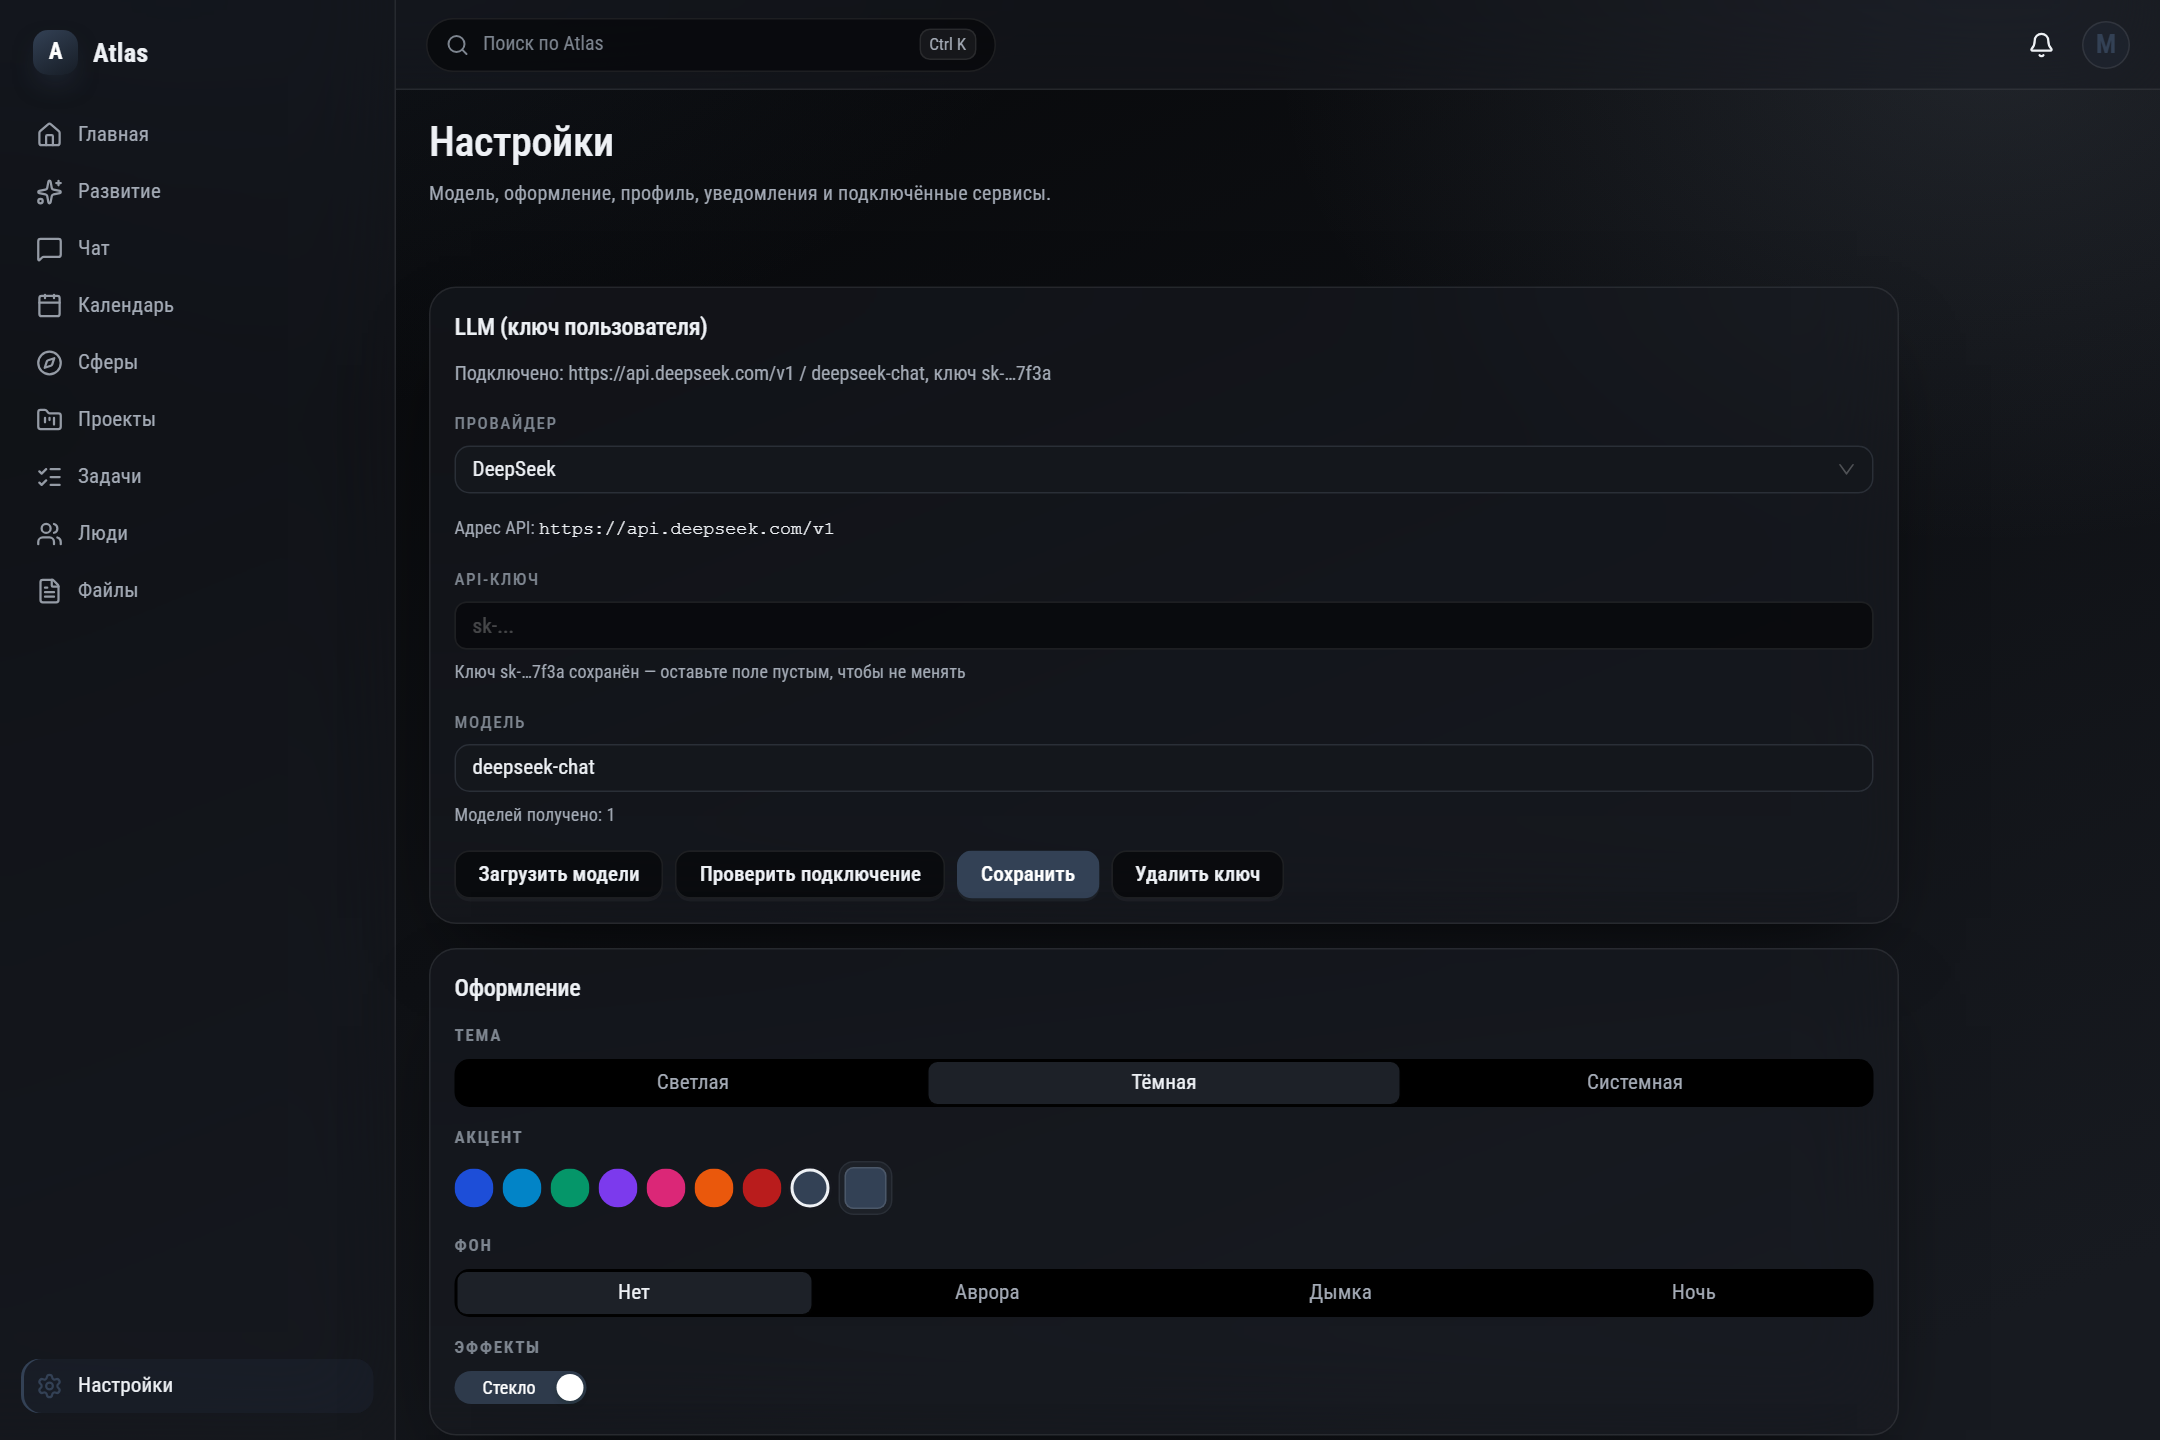 A Atlas
Поиск по Atlas
Ctrl K
M
Главная
Развитие
Чат
Календарь
Сферы
Проекты
Задачи
Люди
Файлы
Настройки
Настройки
Модель, оформление, профиль, уведомления и подключённые сервисы.
LLM (ключ пользователя)
Подключено: https://api.deepseek.com/v1 / deepseek-chat, ключ sk-…7f3a
ПРОВАЙДЕР
DeepSeek
Адрес API: https://api.deepseek.com/v1
API-КЛЮЧ
sk-...
Ключ sk-…7f3a сохранён — оставьте поле пустым, чтобы не менять
МОДЕЛЬ
deepseek-chat
Моделей получено: 1
Загрузить модели
Проверить подключение
Сохранить
Удалить ключ
Оформление
ТЕМА
Светлая
Тёмная
Системная
АКЦЕНТ
ФОН
Нет
Аврора
Дымка
Ночь
ЭФФЕКТЫ
Стекло